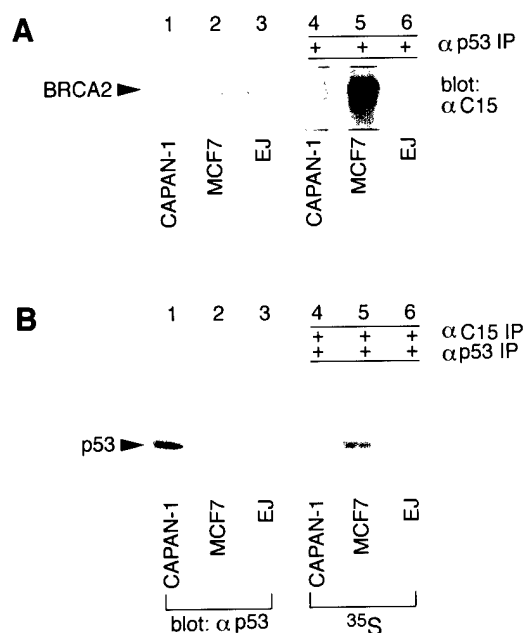 A
1 2 3 4 5 6
+ + + α p53 IP
BRCA2
blot:
α C15
CAPAN-1 MCF7 EJ CAPAN-1 MCF7 EJ
B
1 2 3 4 5 6
+ + + α C15 IP
+ + + α p53 IP
p53
CAPAN-1 MCF7 EJ CAPAN-1 MCF7 EJ
blot: α p53 35S